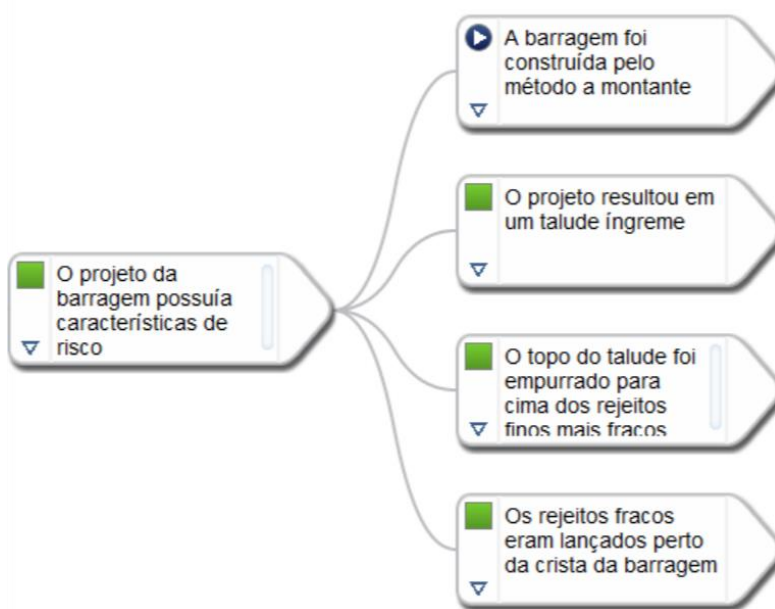 A barragem foi
construída pelo
método a montante
O projeto resultou em
um talude íngreme
O projeto da
barragem possuía
características de
risco
O topo do talude foi
empurrado para
cima dos rejeitos
finos mais fracos
Os rejeitos fracos
eram lançados perto
da crista da barragem